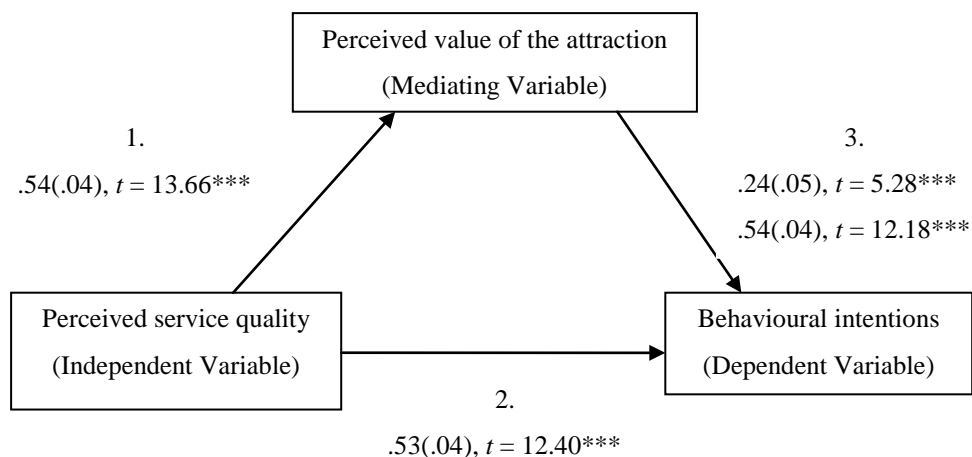 Perceived value of the attraction
(Mediating Variable)
1.
.54(.04), t = 13.66***
3.
.24(.05), t = 5.28***
.54(.04), t = 12.18***
Perceived service quality
(Independent Variable)
Behavioural intentions
(Dependent Variable)
2.
.53(.04), t = 12.40***